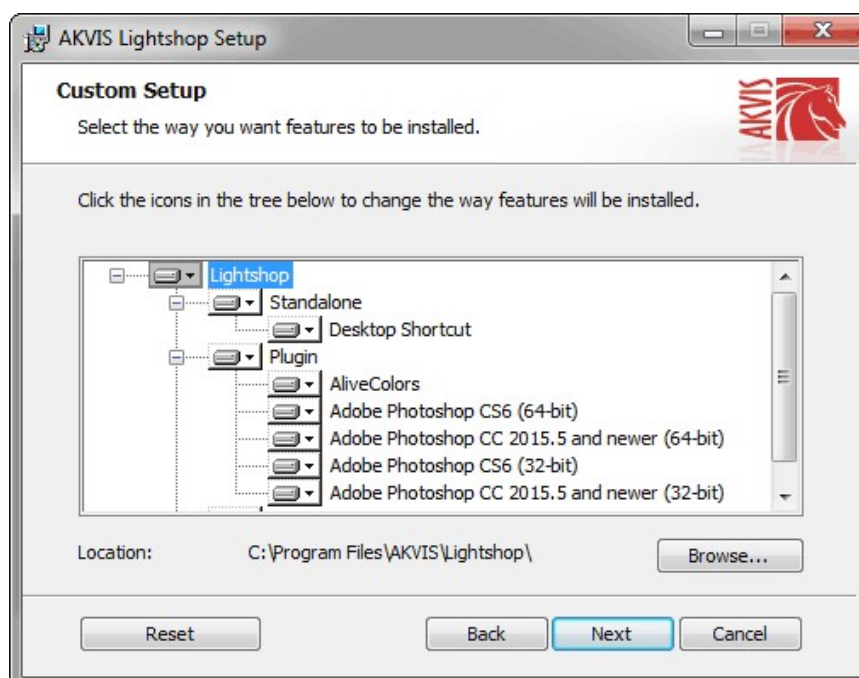 AKVIS Lightshop Setup
Custom Setup
Select the way you want features to be installed.
AKVIS
Click the icons in the tree below to change the way features will be installed.
Lightshop
Standalone
Desktop Shortcut
Plugin
AliveColors
Adobe Photoshop CS6 (64-bit)
Adobe Photoshop CC 2015.5 and newer (64-bit)
Adobe Photoshop CS6 (32-bit)
Adobe Photoshop CC 2015.5 and newer (32-bit)
Location: C:\Program Files\AKVIS\Lightshop\ Browse...
Reset Back Next Cancel